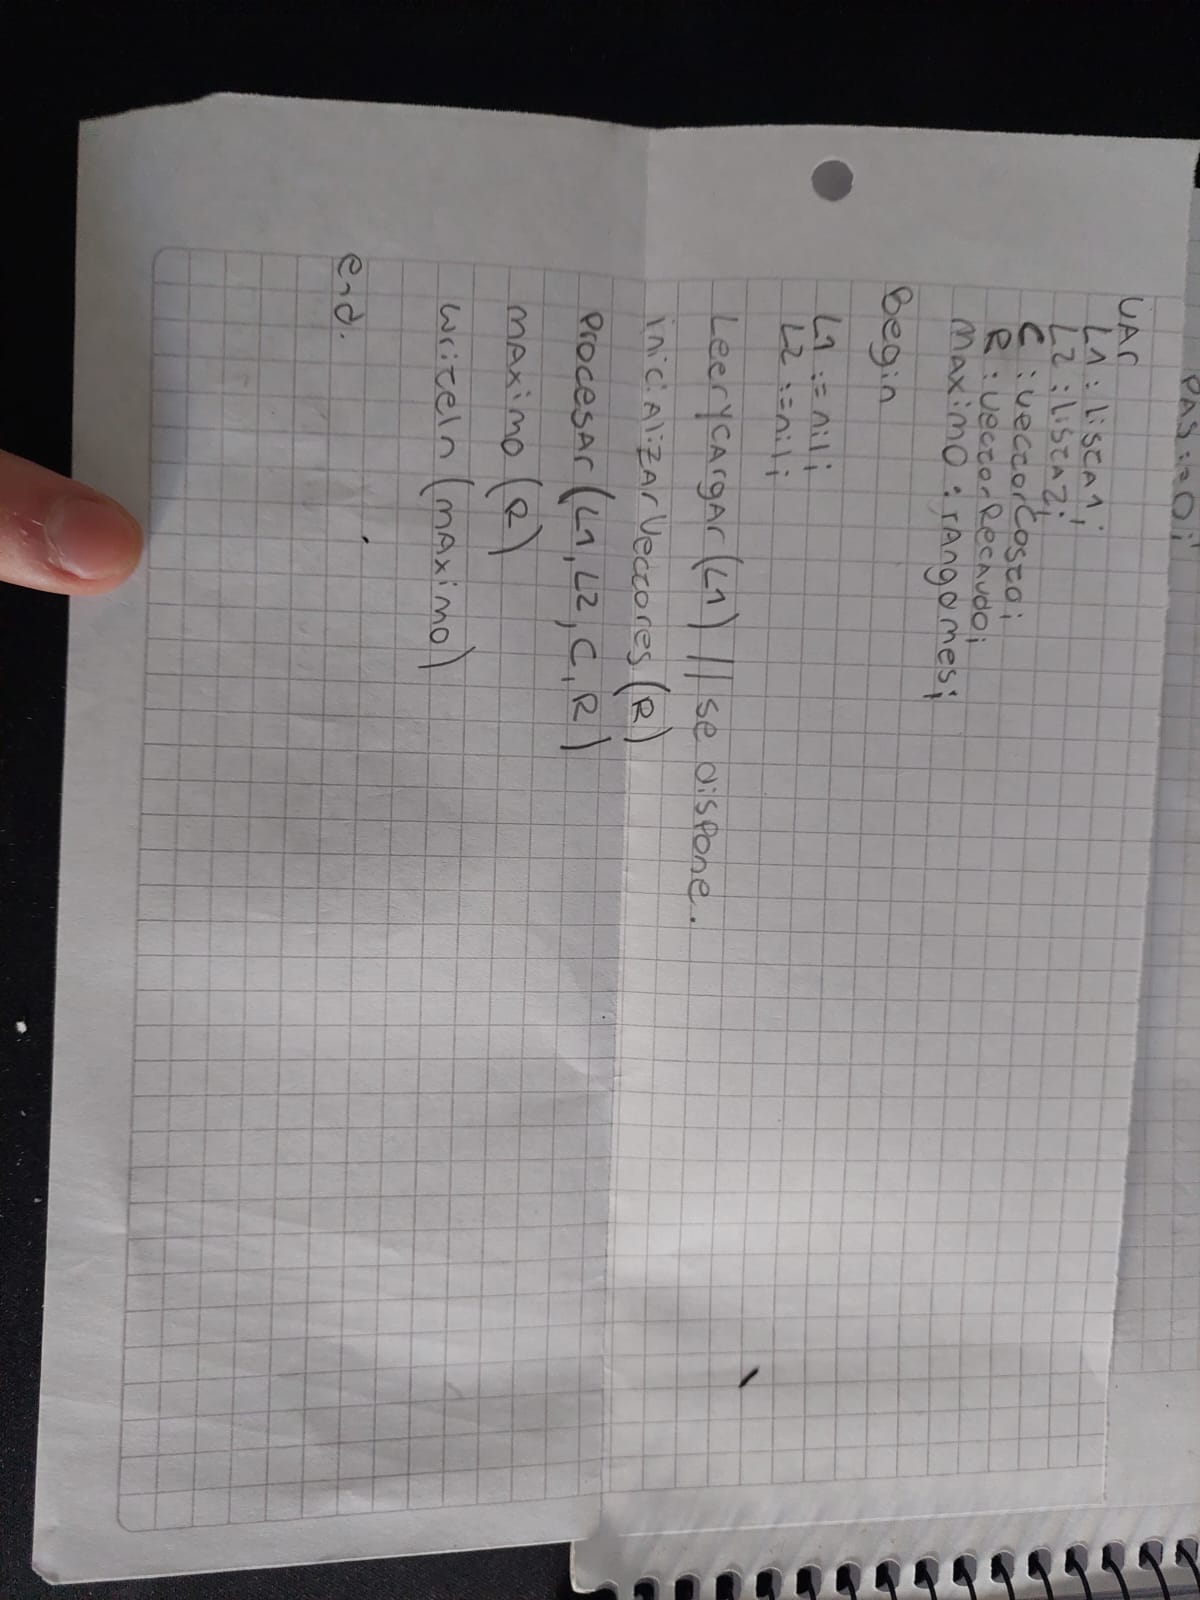 PAS:=0;
VAr
L1: listA1;
L2: listA2;
C: vectorCosto;
R: vectorRecAudo;
mAximo: rAngomes;
Begin
L1:=nil;
L2:=nil;
LeerYCArgAr(L1) // se dispone.
iniciAlizArVectores(R)
ProcesAr(L1, L2, C, R)
mAximo(R)
writeln(mAximo)
end.